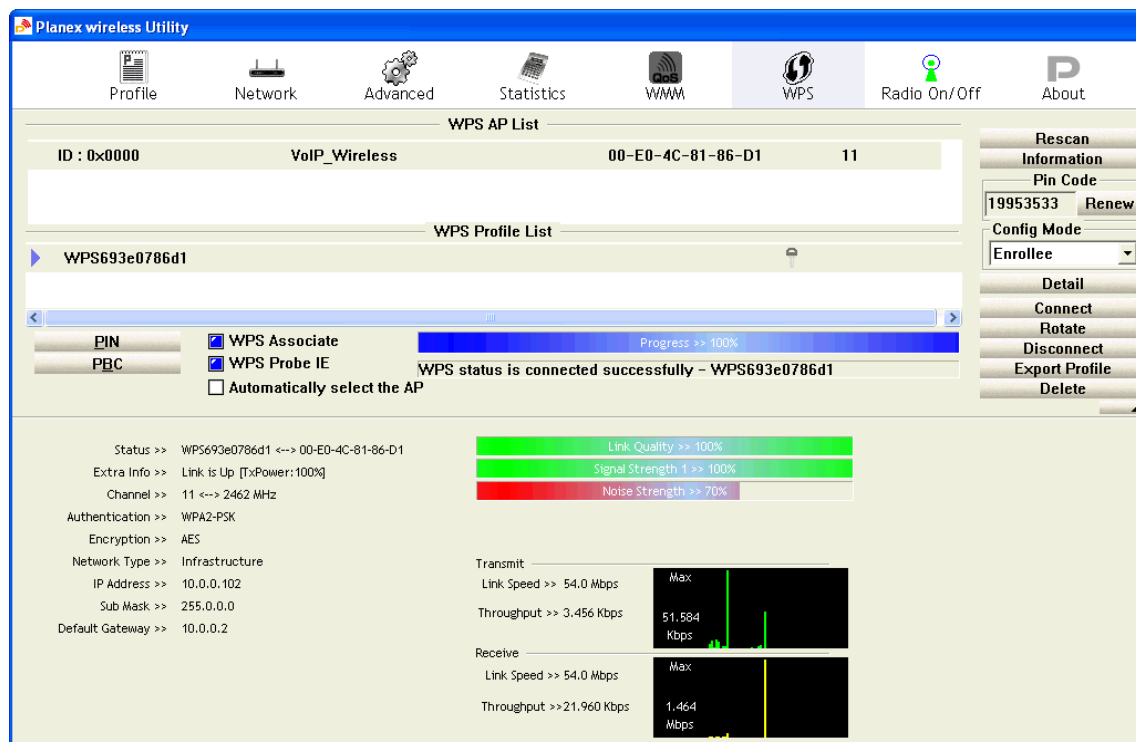 Planex wireless Utility
Profile Network Advanced Statistics WMM WPS Radio On/Off About
QoS
WPS AP List
ID : 0x0000 VoIP_Wireless 00-E0-4C-81-86-D1 11
Rescan
Information
Pin Code
19953533 Renew
WPS Profile List
WPS693e0786d1
Config Mode
Enrollee
Detail
Connect
Rotate
Disconnect
Export Profile
Delete
PIN
PBC
WPS Associate
WPS Probe IE
Automatically select the AP
Progress >> 100%
WPS status is connected successfully - WPS693e0786d1
Status >> WPS693e0786d1 <--> 00-E0-4C-81-86-D1
Extra Info >> Link is Up [TxPower:100%]
Channel >> 11 <--> 2462 MHz
Authentication >> WPA2-PSK
Encryption >> AES
Network Type >> Infrastructure
IP Address >> 10.0.0.102
Sub Mask >> 255.0.0.0
Default Gateway >> 10.0.0.2
Link Quality >> 100%
Signal Strength 1 >> 100%
Noise Strength >> 70%
Transmit
Link Speed >> 54.0 Mbps
Throughput >> 3.456 Kbps
Max
51.584
Kbps
Receive
Link Speed >> 54.0 Mbps
Throughput >>21.960 Kbps
Max
1.464
Mbps